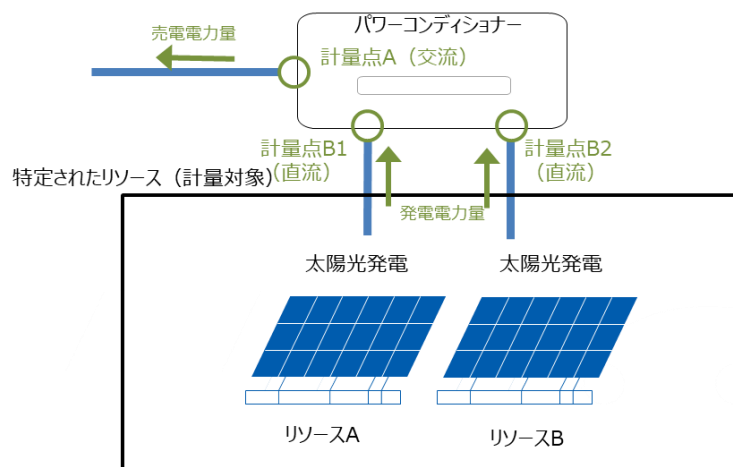 パワーコンディショナー
売電電力量
計量点A（交流）
計量点B1
（直流）
計量点B2
（直流）
特定されたリソース（計量対象）
発電電力量
太陽光発電
太陽光発電
リソースA
リソースB